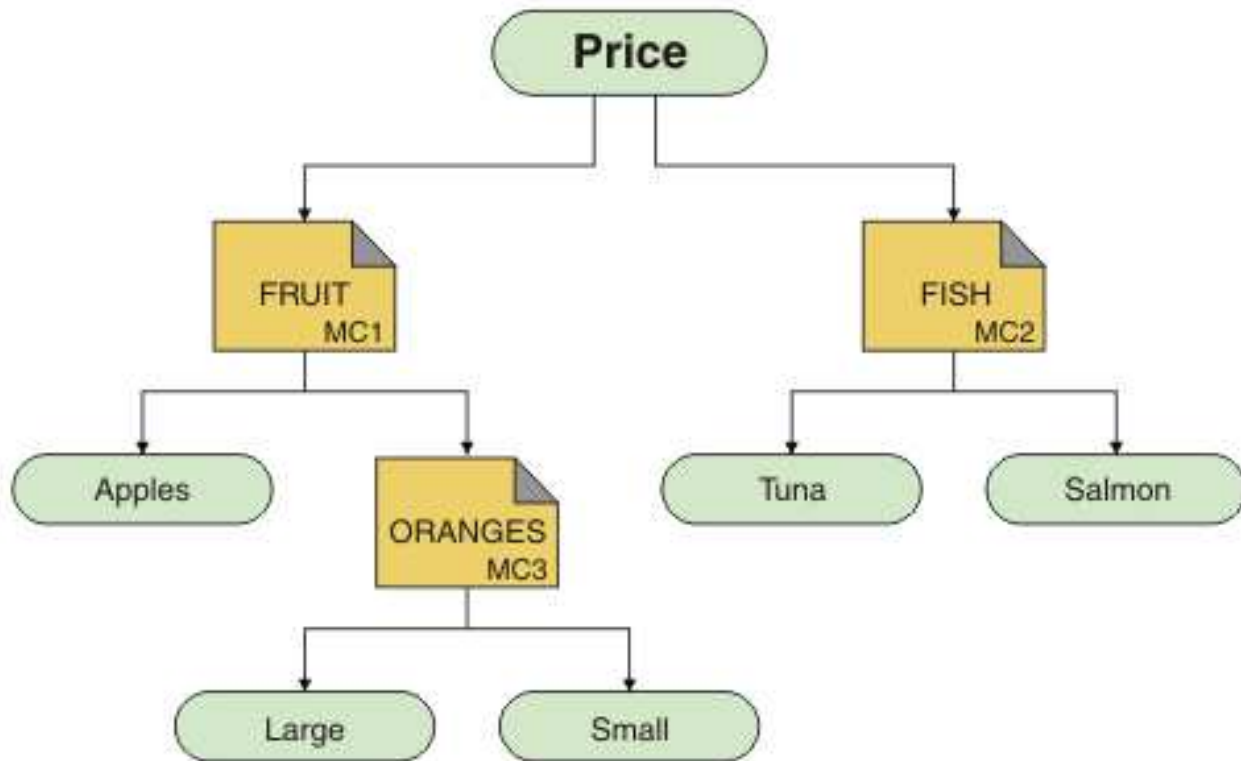 Price
FRUIT
MC1
FISH
MC2
Apples
ORANGES
MC3
Tuna
Salmon
Large
Small